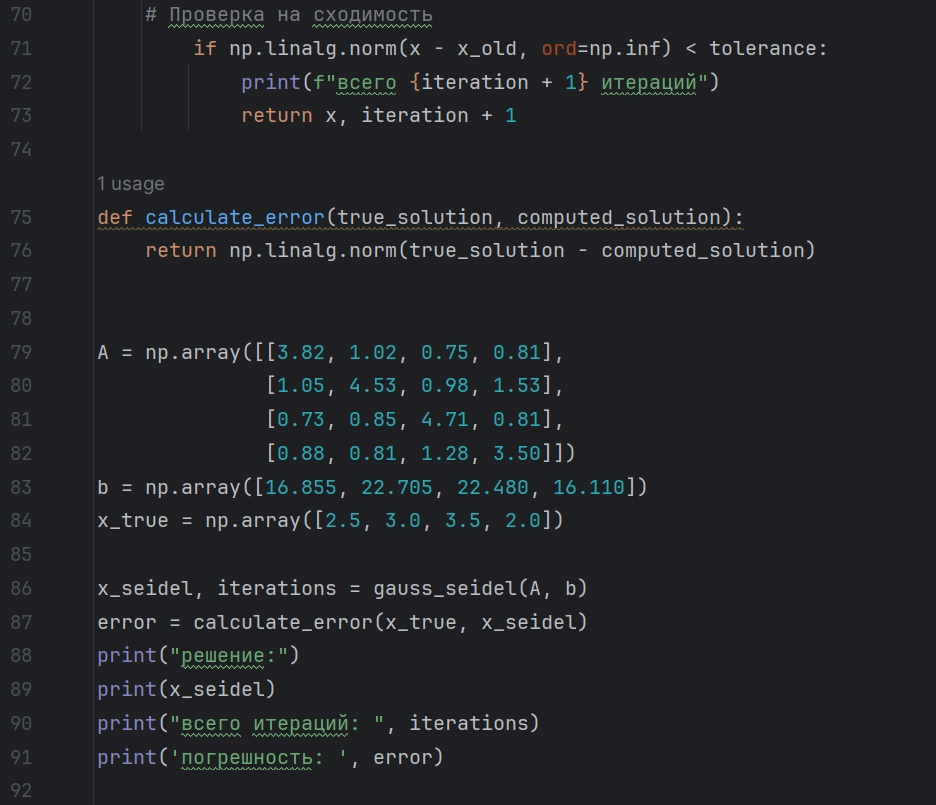 70 # Проверка на сходимость
71 if np.linalg.norm(x - x_old, ord=np.inf) < tolerance:
72 print(f"всего {iteration + 1} итераций")
73 return x, iteration + 1
74
1 usage
75 def calculate_error(true_solution, computed_solution):
76 return np.linalg.norm(true_solution - computed_solution)
77
78
79 A = np.array([[3.82, 1.02, 0.75, 0.81],
80 [1.05, 4.53, 0.98, 1.53],
81 [0.73, 0.85, 4.71, 0.81],
82 [0.88, 0.81, 1.28, 3.50]])
83 b = np.array([16.855, 22.705, 22.480, 16.110])
84 x_true = np.array([2.5, 3.0, 3.5, 2.0])
85
86 x_seidel, iterations = gauss_seidel(A, b)
87 error = calculate_error(x_true, x_seidel)
88 print("решение:")
89 print(x_seidel)
90 print("всего итераций: ", iterations)
91 print('погрешность: ', error)
92